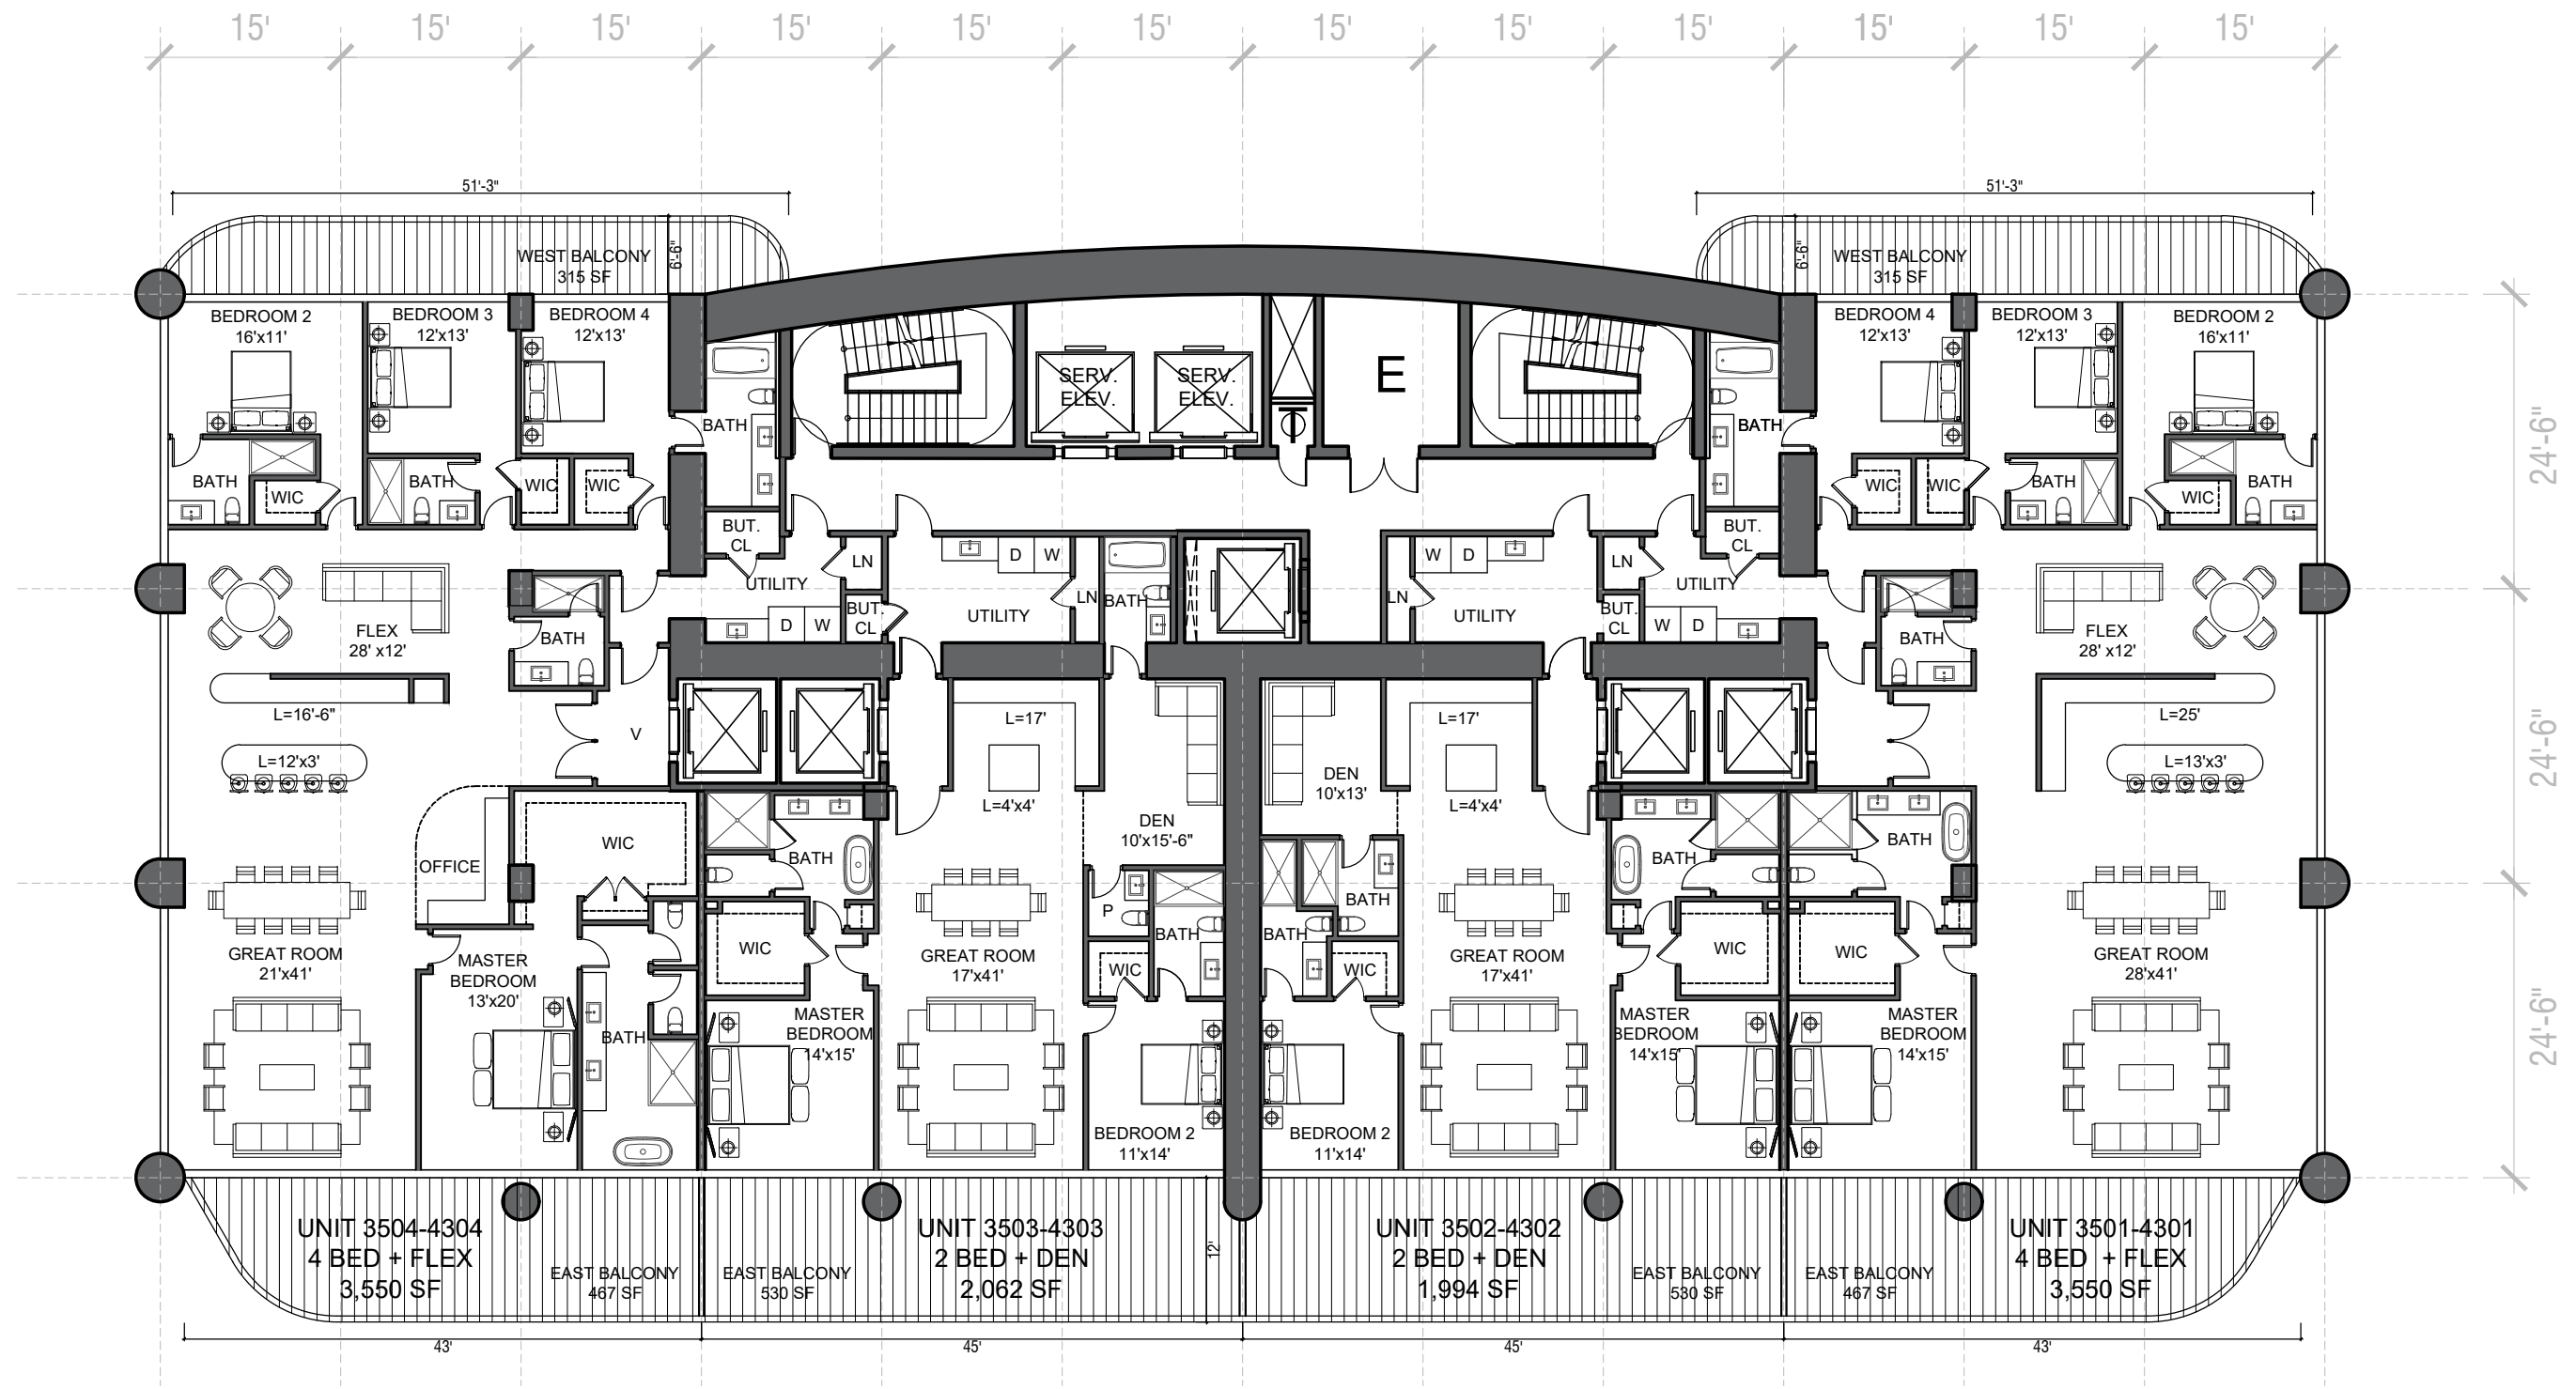 15' 15' 15' 15' 15' 15' 15' 15' 15' 15' 15' 15'
51'-3" 51'-3"
WEST BALCONY
315 SF
6'-6"
6'-6"
WEST BALCONY
315 SF
BEDROOM 2
16'x11'
BEDROOM 3
12'x13'
BEDROOM 4
12'x13'
BEDROOM 4
12'x13'
BEDROOM 3
12'x13'
BEDROOM 2
16'x11'
SERV.
ELEV.
SERV.
ELEV.
E
T
24'-6"
BATH
BATH
BATH
WIC
BATH
WIC
WIC
WIC
WIC
BATH
WIC
BATH
BUT.
CL
BUT.
CL
UTILITY
LN
D W
LN
BATH
W D
LN
LN
UTILITY
FLEX
28' x12'
BATH
D W
BUT.
CL
UTILITY
UTILITY
BUT.
CL
W D
BATH
FLEX
28' x12'
L=16'-6"
V
L=17'
L=17'
L=25'
24'-6"
L=12'x3'
L=4'x4'
DEN
10'x15'-6"
DEN
10'x13'
L=4'x4'
L=13'x3'
OFFICE
WIC
BATH
BATH
BATH
P
BATH
WIC
BATH
BATH
WIC
GREAT ROOM
21'x41'
MASTER
BEDROOM
13'x20'
WIC
GREAT ROOM
17'x41'
GREAT ROOM
17'x41'
WIC
WIC
GREAT ROOM
28'x41'
BATH
MASTER
BEDROOM
14'x15'
MASTER
BEDROOM
14'x15'
MASTER
BEDROOM
14'x15'
24'-6"
BEDROOM 2
11'x14'
BEDROOM 2
11'x14'
UNIT 3504-4304
4 BED + FLEX
3,550 SF
EAST BALCONY
467 SF
EAST BALCONY
530 SF
UNIT 3503-4303
2 BED + DEN
2,062 SF
12'
UNIT 3502-4302
2 BED + DEN
1,994 SF
EAST BALCONY
530 SF
EAST BALCONY
467 SF
UNIT 3501-4301
4 BED + FLEX
3,550 SF
43' 45' 45' 43'